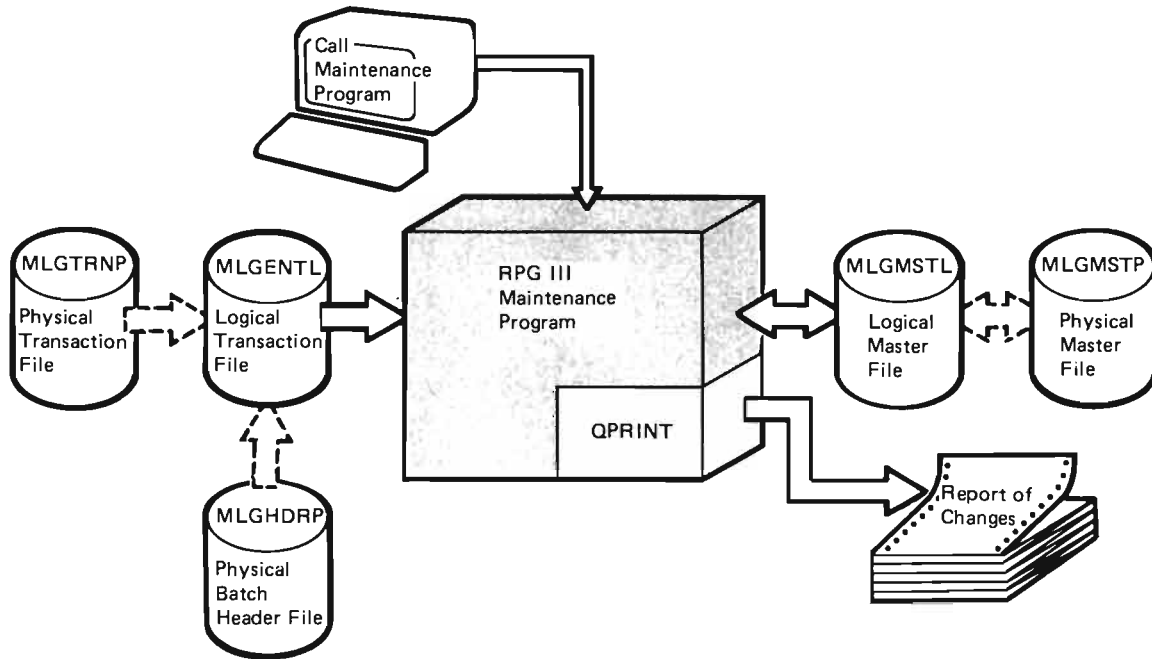 Call
Maintenance
Program
MLGTRNP
Physical
Transaction
File
MLGENTL
Logical
Transaction
File
RPG III
Maintenance
Program
QPRINT
MLGMSTL
Logical
Master
File
MLGMSTP
Physical
Master
File
MLGHDRP
Physical
Batch
Header File
Report of
Changes